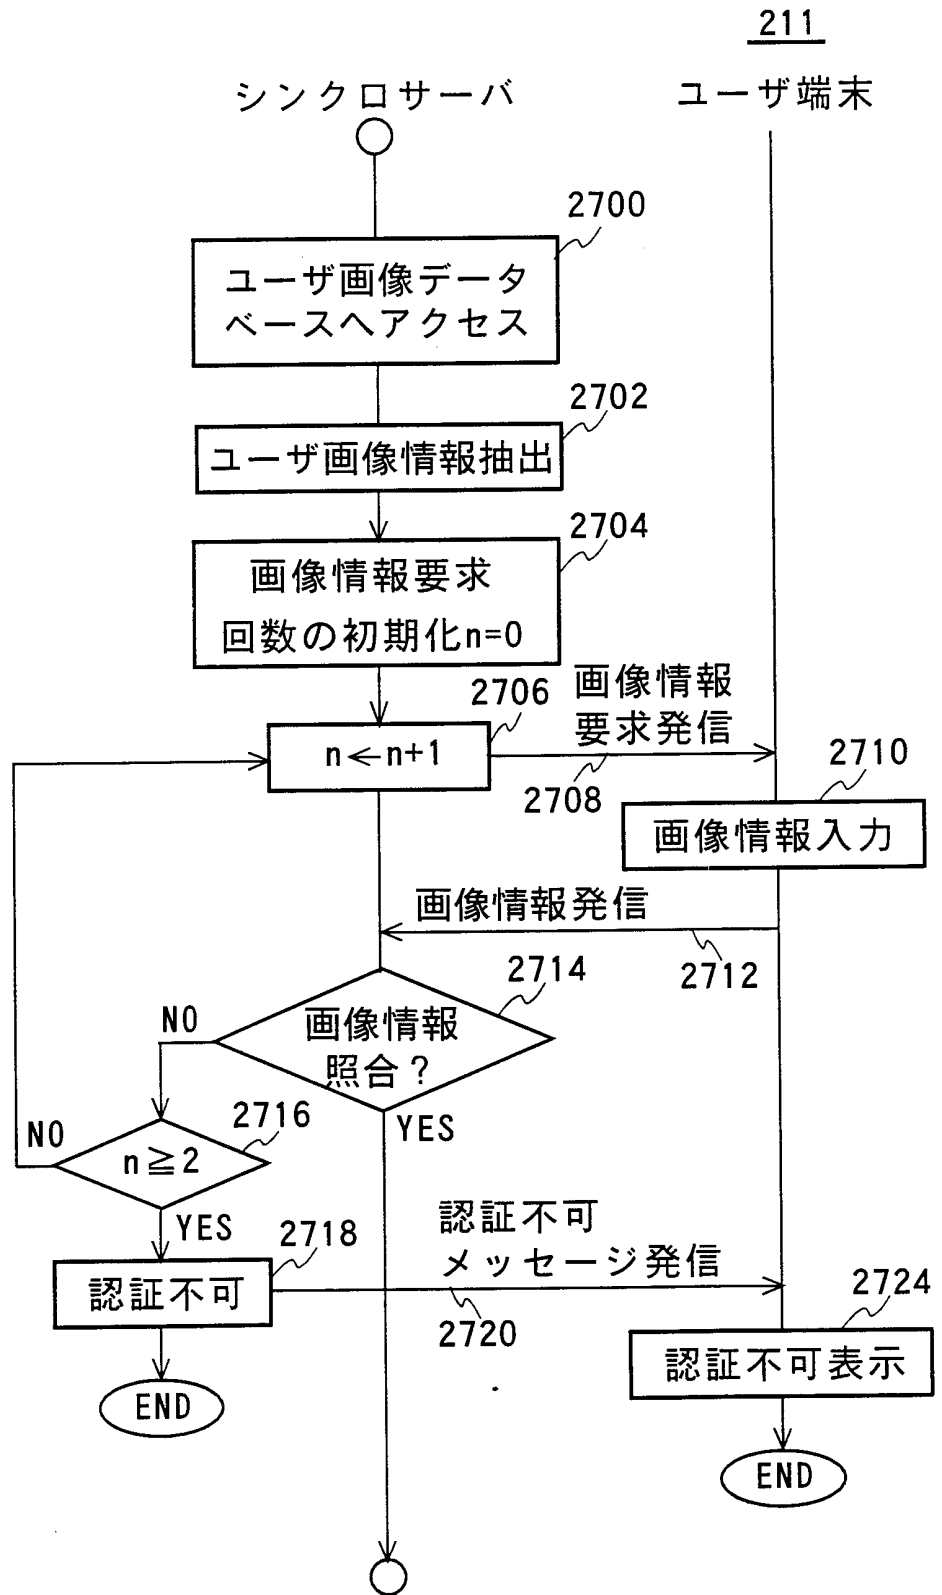 211
シンクロサーバ
ユーザ端末
2700
ユーザ画像データ
ベースへアクセス
2702
ユーザ画像情報抽出
2704
画像情報要求
回数の初期化n=0
2706
画像情報
要求発信
n←n+1
2708
2710
画像情報入力
画像情報発信
2712
2714
NO
画像情報
照合?
YES
2716
NO
n≧2
YES
2718
認証不可
メッセージ発信
認証不可
2720
2724
認証不可表示
END
END